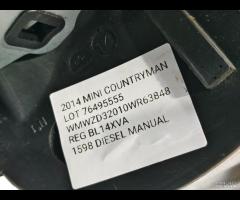 2014 MINI COUNTRYMAN
LOT 76495555
WMWZD32010WR63848
REG BL14XVA
1598 DIESEL MANUAL